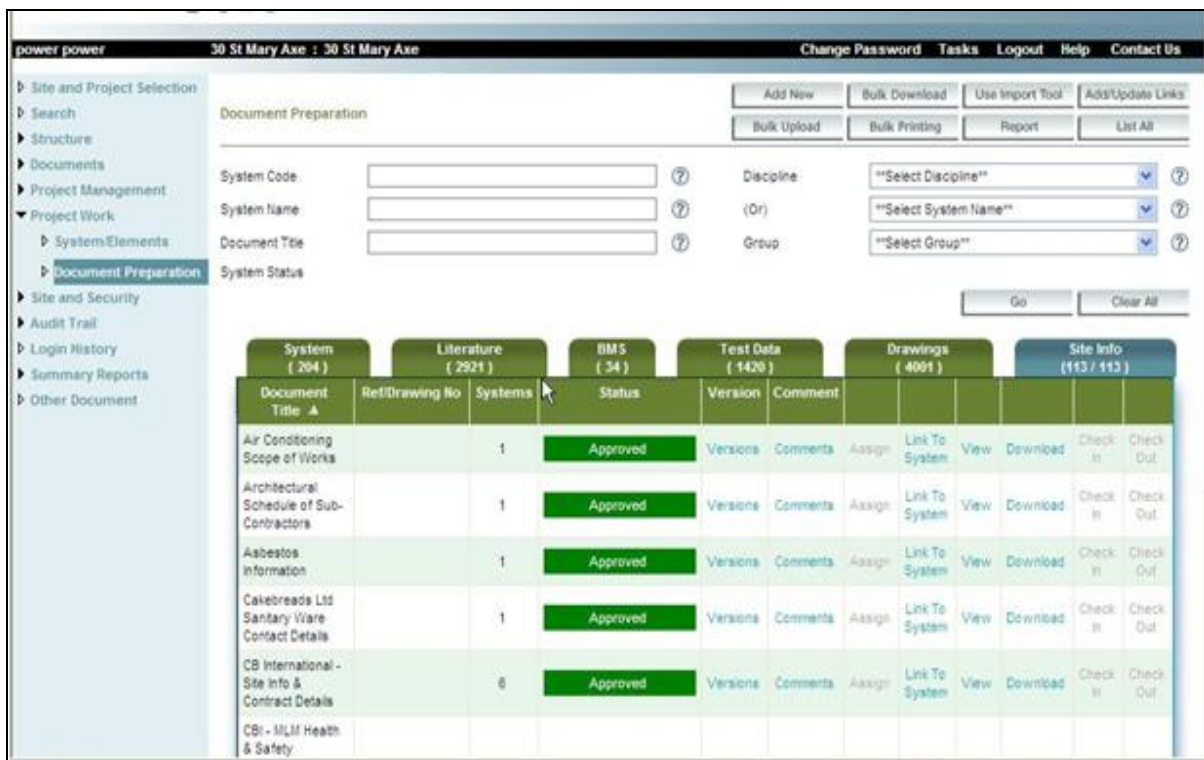 power power 30 St Mary Axe : 30 St Mary Axe Change Password Tasks Logout Help Contact Us
Site and Project Selection
Search
Structure
Documents
Project Management
Project Work
System/Elements
Document Preparation
Site and Security
Audit Trail
Login History
Summary Reports
Other Document
Document Preparation
Add New Bulk Download Use Import Tool Add/Update Links
Bulk Upload Bulk Printing Report List All
System Code ? Discipline **Select Discipline** ?
System Name ? (Or) **Select System Name** ?
Document Title ? Group **Select Group** ?
System Status
Go Clear All
System Literature BMS Test Data Drawings Site Info
( 204 ) ( 2921 ) ( 34 ) ( 1420 ) ( 4001 ) (113 / 113 )
Document Ref/Drawing No Systems Status Version Comment
Title ▲
Air Conditioning
Scope of Works 1 Approved Versions Comments Assign Link To System View Download Check In Check Out
Architectural
Schedule of Sub-
Contractors 1 Approved Versions Comments Assign Link To System View Download Check In Check Out
Asbestos
Information 1 Approved Versions Comments Assign Link To System View Download Check In Check Out
Cakebreads Ltd
Sanitary Ware
Contact Details 1 Approved Versions Comments Assign Link To System View Download Check In Check Out
CB International -
Site Info &
Contract Details 6 Approved Versions Comments Assign Link To System View Download Check In Check Out
CBI - MLM Health
& Safety